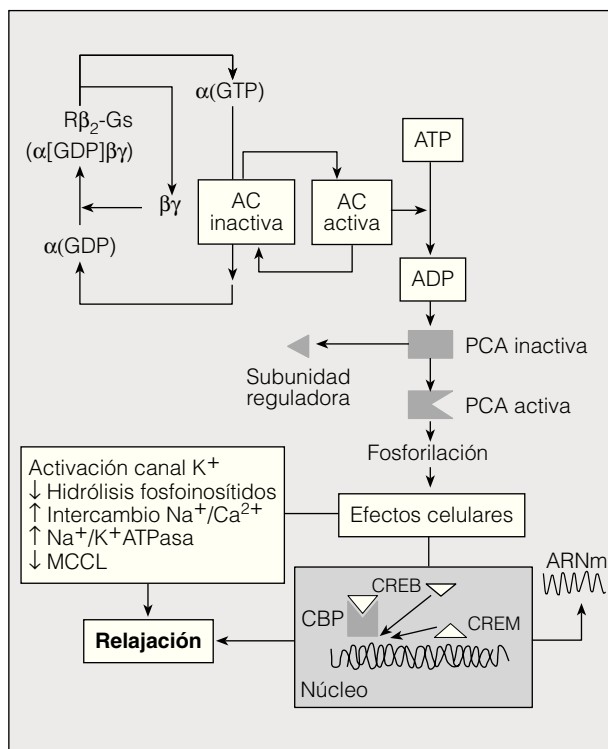 α(GTP)
Rβ₂-Gs
(α[GDP]βγ)
βγ
α(GDP)
AC
inactiva
AC
activa
ATP
ADP
PCA inactiva
Subunidad
reguladora
PCA activa
Fosforilación
Efectos celulares
Activación canal K⁺
↓ Hidrólisis fosfoinosítidos
↑ Intercambio Na⁺/Ca²⁺
↑ Na⁺/K⁺ATPasa
↓ MCCL
Relajación
CREB
CBP
CREM
Núcleo
ARNm